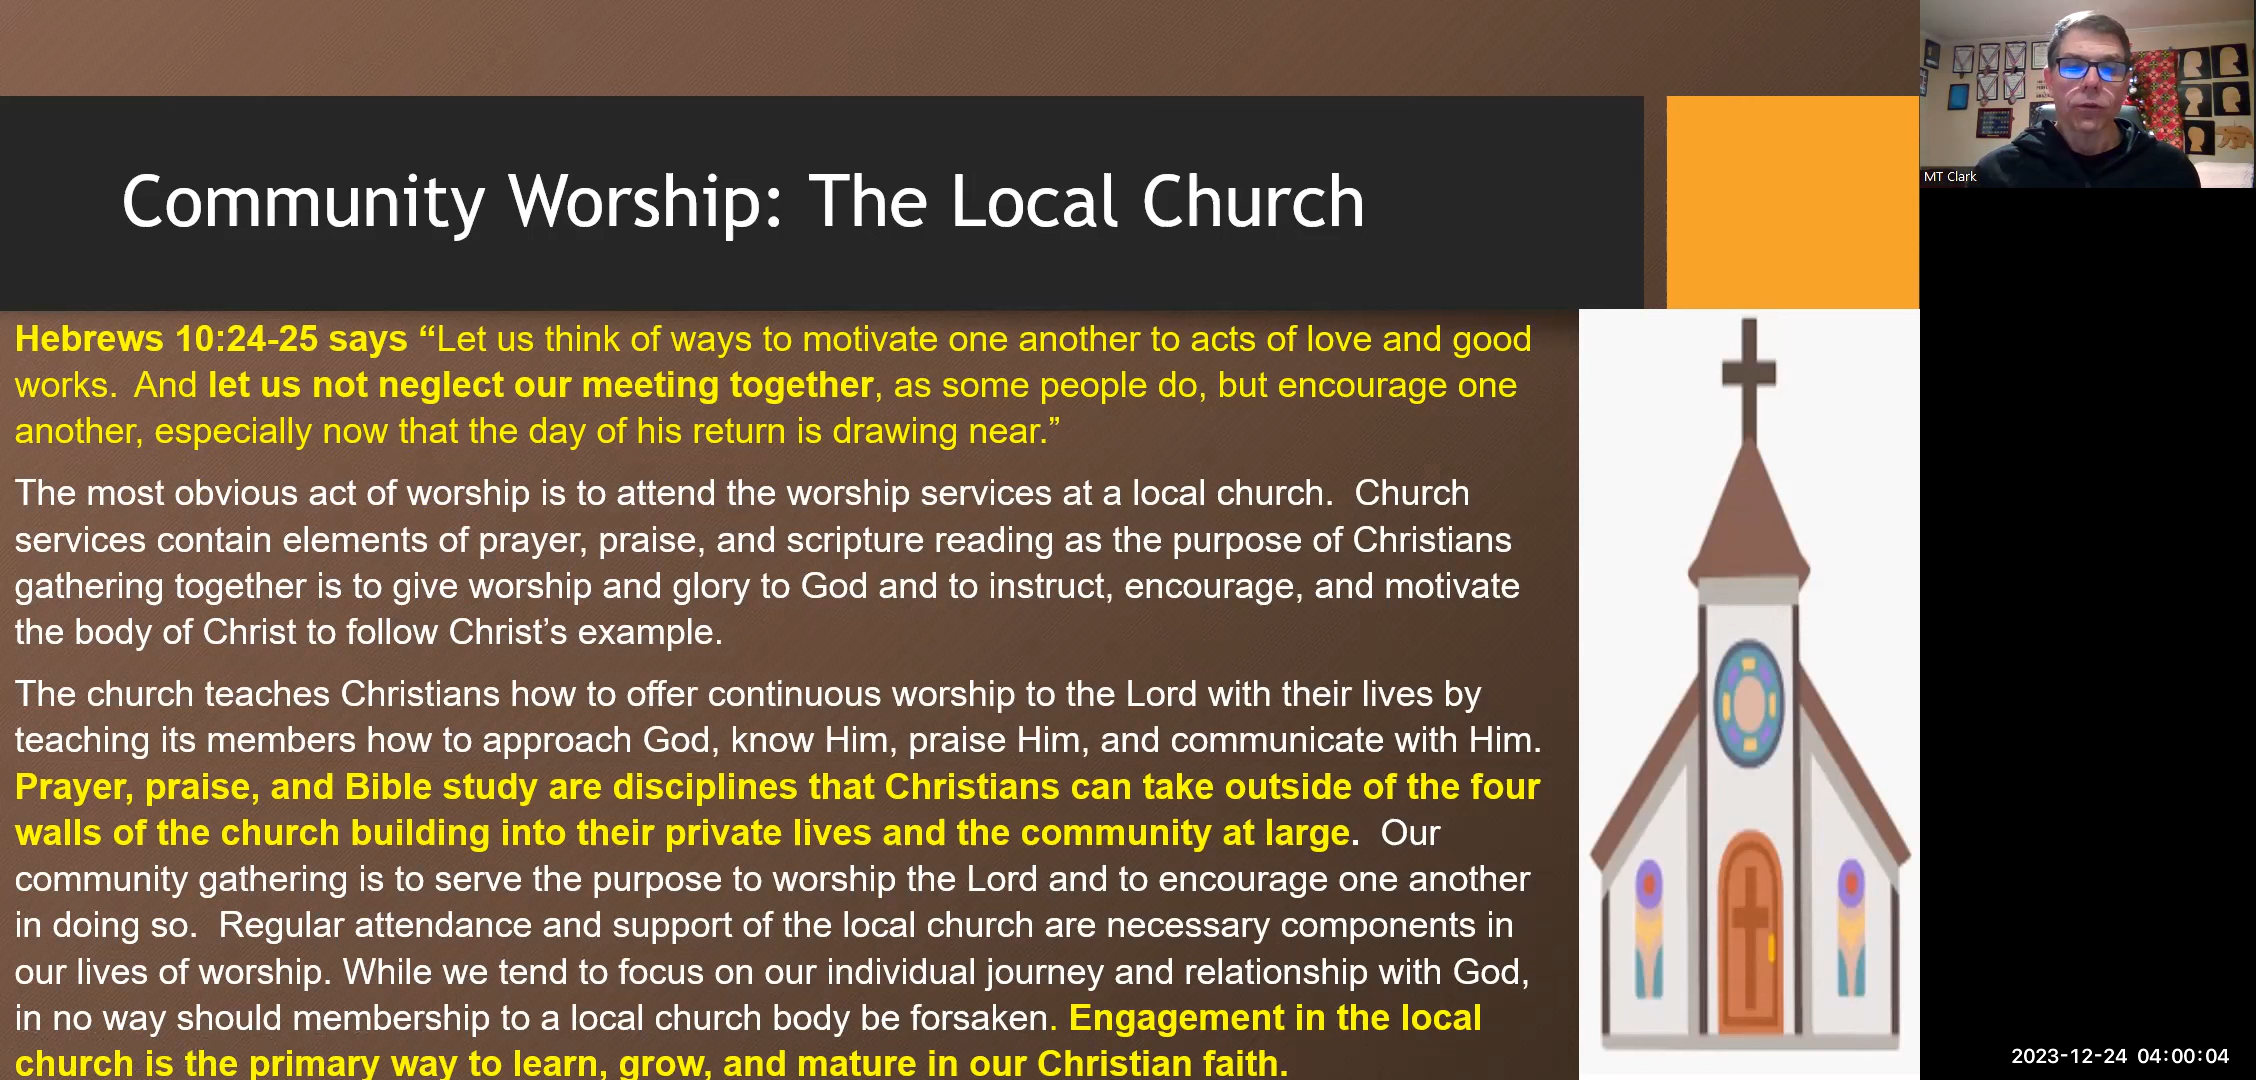 Community Worship: The Local Church
MT Clark
Hebrews 10:24-25 says “Let us think of ways to motivate one another to acts of love and good
works.  And let us not neglect our meeting together, as some people do, but encourage one
another, especially now that the day of his return is drawing near.”
The most obvious act of worship is to attend the worship services at a local church.  Church
services contain elements of prayer, praise, and scripture reading as the purpose of Christians
gathering together is to give worship and glory to God and to instruct, encourage, and motivate
the body of Christ to follow Christ’s example.
The church teaches Christians how to offer continuous worship to the Lord with their lives by
teaching its members how to approach God, know Him, praise Him, and communicate with Him.
Prayer, praise, and Bible study are disciplines that Christians can take outside of the four
walls of the church building into their private lives and the community at large.  Our
community gathering is to serve the purpose to worship the Lord and to encourage one another
in doing so.  Regular attendance and support of the local church are necessary components in
our lives of worship. While we tend to focus on our individual journey and relationship with God,
in no way should membership to a local church body be forsaken. Engagement in the local
church is the primary way to learn, grow, and mature in our Christian faith.
2023-12-24 04:00:04